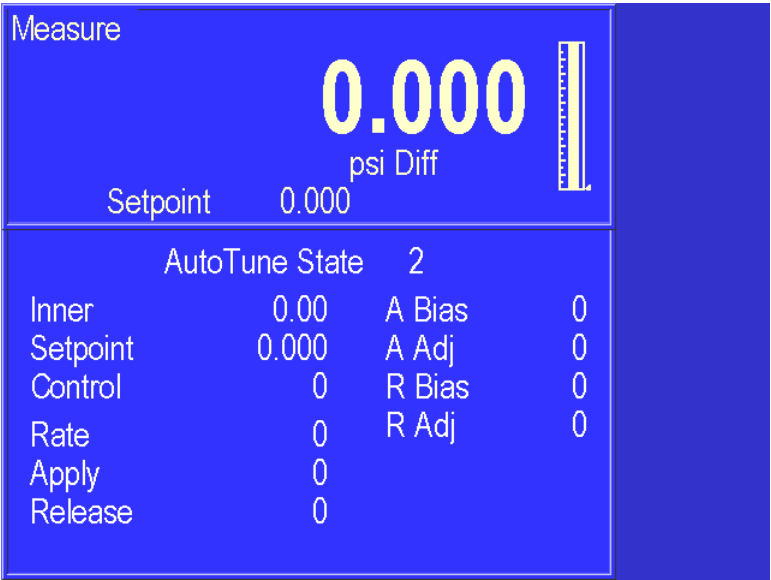 Measure
0.000
psi Diff
Setpoint 0.000
AutoTune State 2
Inner 0.00 A Bias 0
Setpoint 0.000 A Adj 0
Control 0 R Bias 0
Rate 0 R Adj 0
Apply 0
Release 0